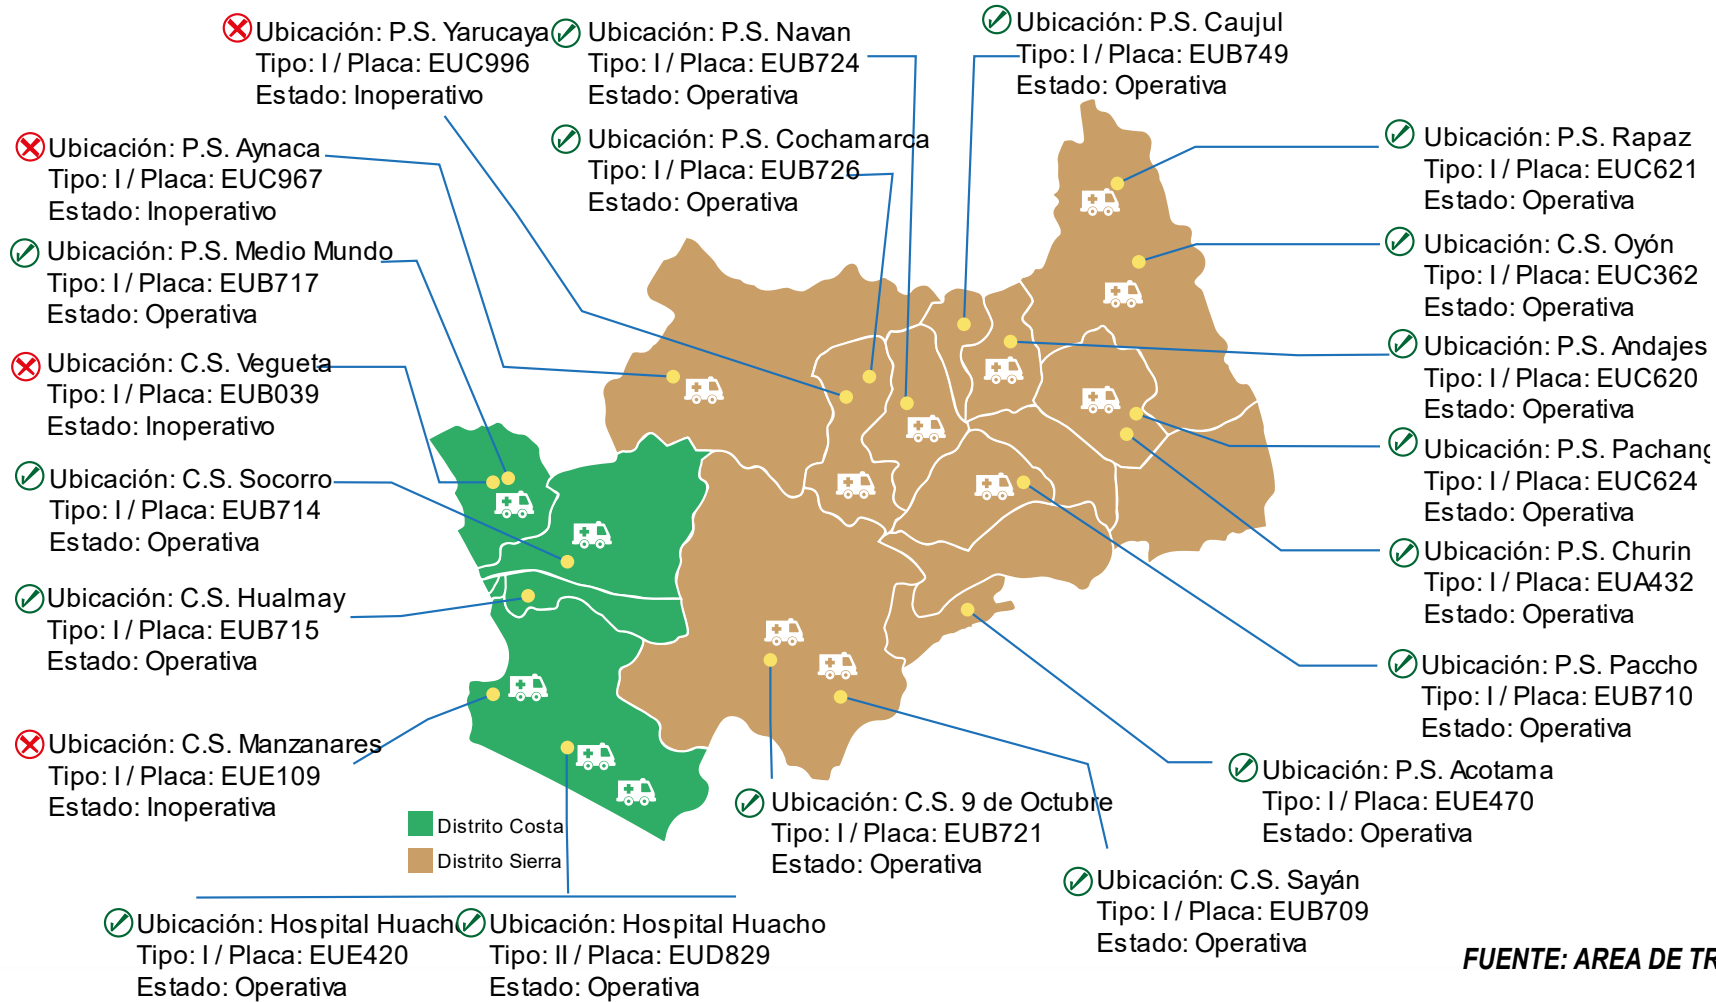 Ubicación: P.S. Yarucaya
Tipo: I / Placa: EUC996
Estado: Inoperativo
Ubicación: P.S. Navan
Tipo: I / Placa: EUB724
Estado: Operativa
Ubicación: P.S. Caujul
Tipo: I / Placa: EUB749
Estado: Operativa
Ubicación: P.S. Aynaca
Tipo: I / Placa: EUC967
Estado: Inoperativo
Ubicación: P.S. Cochamarca
Tipo: I / Placa: EUB726
Estado: Operativa
Ubicación: P.S. Rapaz
Tipo: I / Placa: EUC621
Estado: Operativa
Ubicación: P.S. Medio Mundo
Tipo: I / Placa: EUB717
Estado: Operativa
Ubicación: C.S. Oyón
Tipo: I / Placa: EUC362
Estado: Operativa
Ubicación: C.S. Vegueta
Tipo: I / Placa: EUB039
Estado: Inoperativo
Ubicación: P.S. Andajes
Tipo: I / Placa: EUC620
Estado: Operativa
Ubicación: C.S. Socorro
Tipo: I / Placa: EUB714
Estado: Operativa
Ubicación: P.S. Pachang
Tipo: I / Placa: EUC624
Estado: Operativa
Ubicación: C.S. Hualmay
Tipo: I / Placa: EUB715
Estado: Operativa
Ubicación: P.S. Churin
Tipo: I / Placa: EUA432
Estado: Operativa
Ubicación: C.S. Manzanares
Tipo: I / Placa: EUE109
Estado: Inoperativa
Ubicación: P.S. Paccho
Tipo: I / Placa: EUB710
Estado: Operativa
Distrito Costa
Distrito Sierra
Ubicación: C.S. 9 de Octubre
Tipo: I / Placa: EUB721
Estado: Operativa
Ubicación: P.S. Acotama
Tipo: I / Placa: EUE470
Estado: Operativa
Ubicación: C.S. Sayán
Tipo: I / Placa: EUB709
Estado: Operativa
Ubicación: Hospital Huacho
Tipo: I / Placa: EUE420
Estado: Operativa
Ubicación: Hospital Huacho
Tipo: II / Placa: EUD829
Estado: Operativa
FUENTE: AREA DE TR